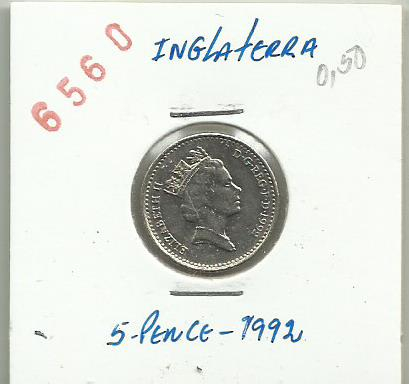 6560
INGLATERRA
0,50
ELIZABETH II D·G·REG·F·D·1992
5-PENCE-1992